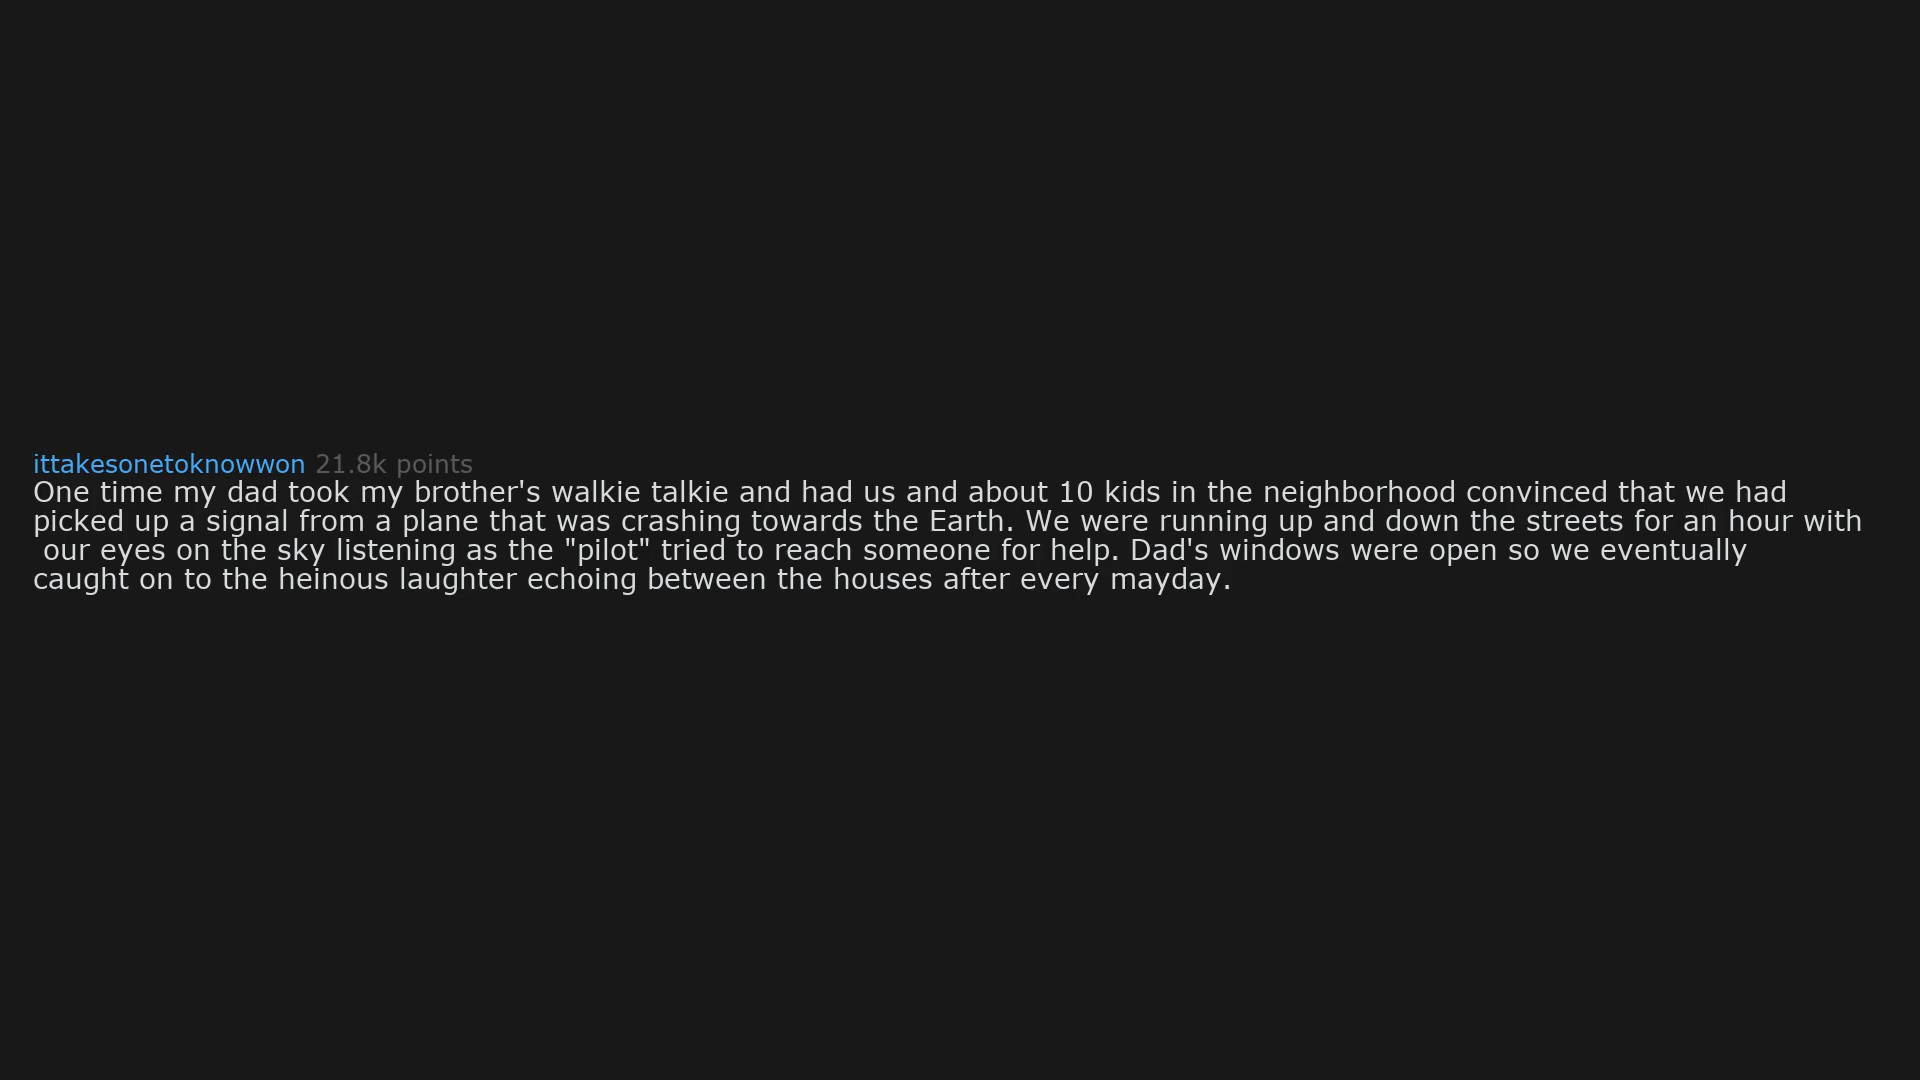 ittakesonetoknowwon 21.8k points
One time my dad took my brother's walkie talkie and had us and about 10 kids in the neighborhood convinced that we had
picked up a signal from a plane that was crashing towards the Earth. We were running up and down the streets for an hour with
our eyes on the sky listening as the "pilot" tried to reach someone for help. Dad's windows were open so we eventually
caught on to the heinous laughter echoing between the houses after every mayday.